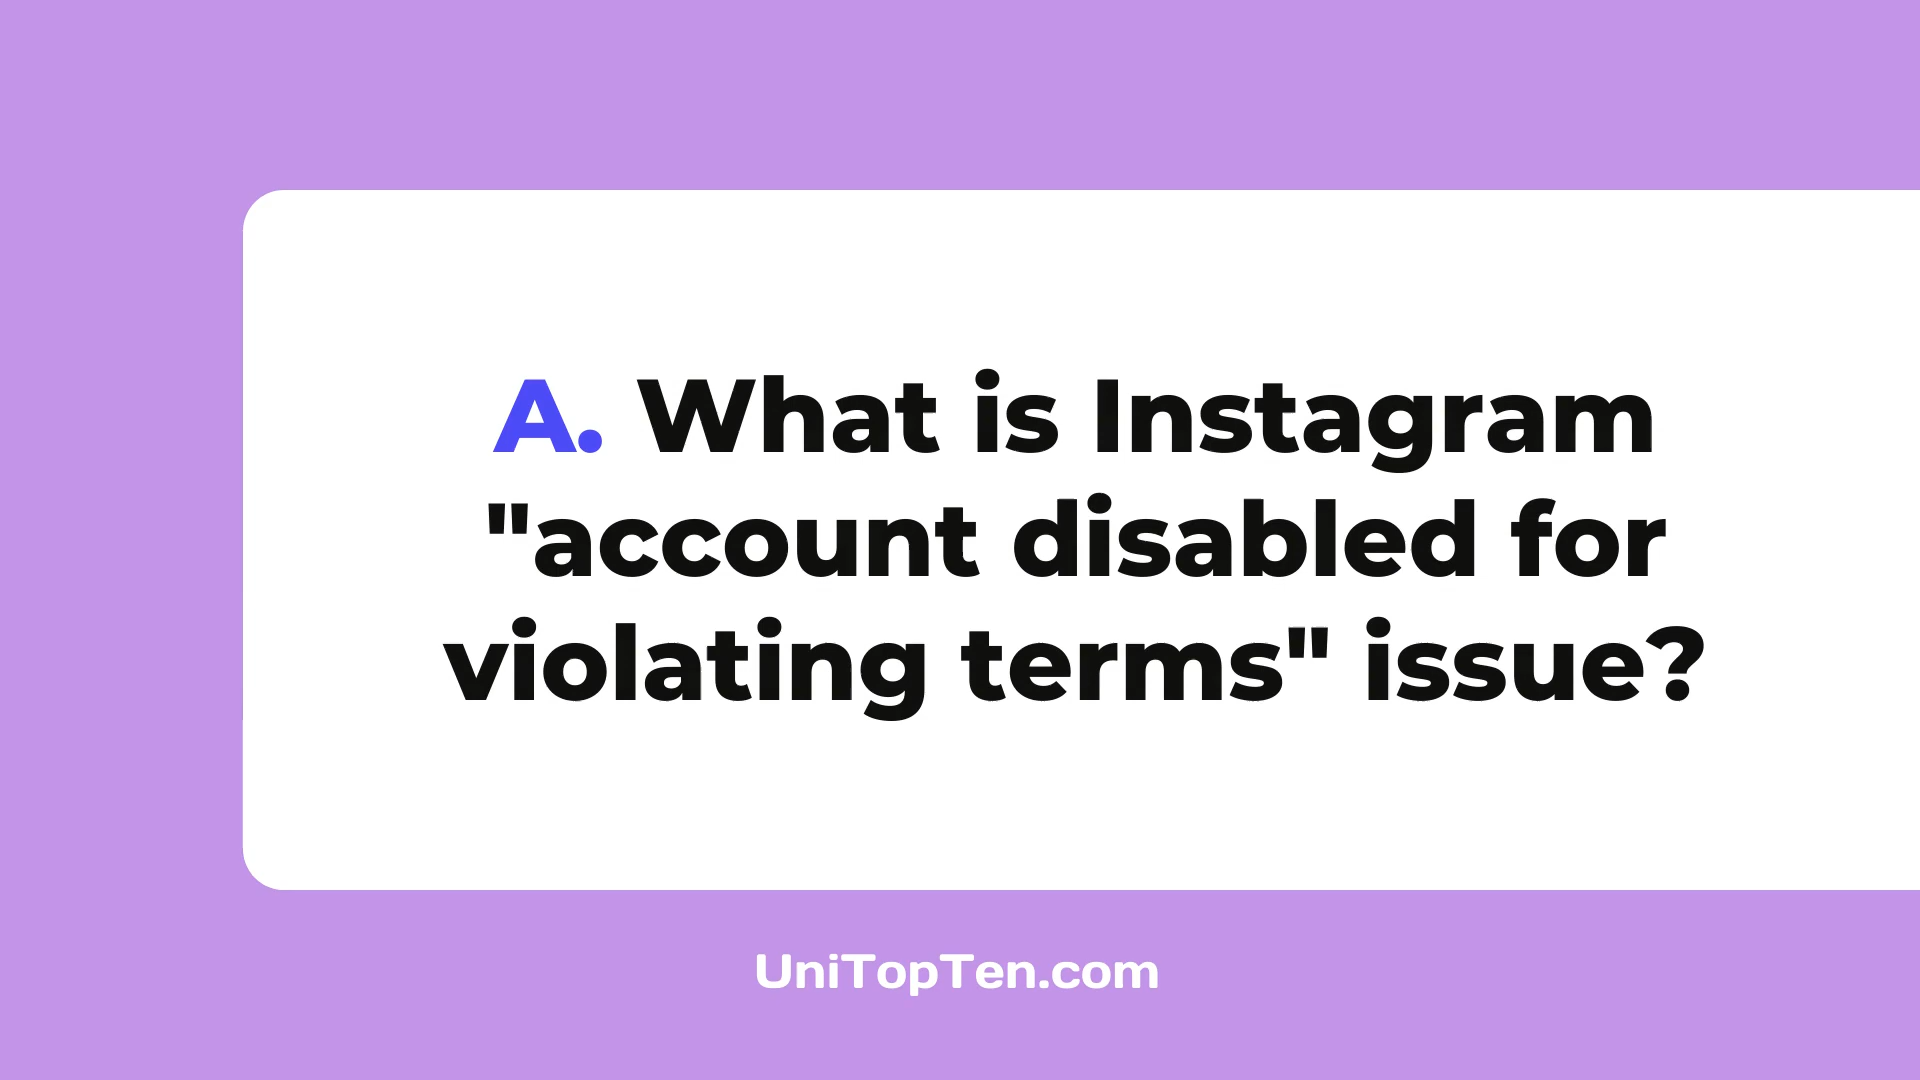 A. What is Instagram
"account disabled for
violating terms" issue?
UniTopTen.com